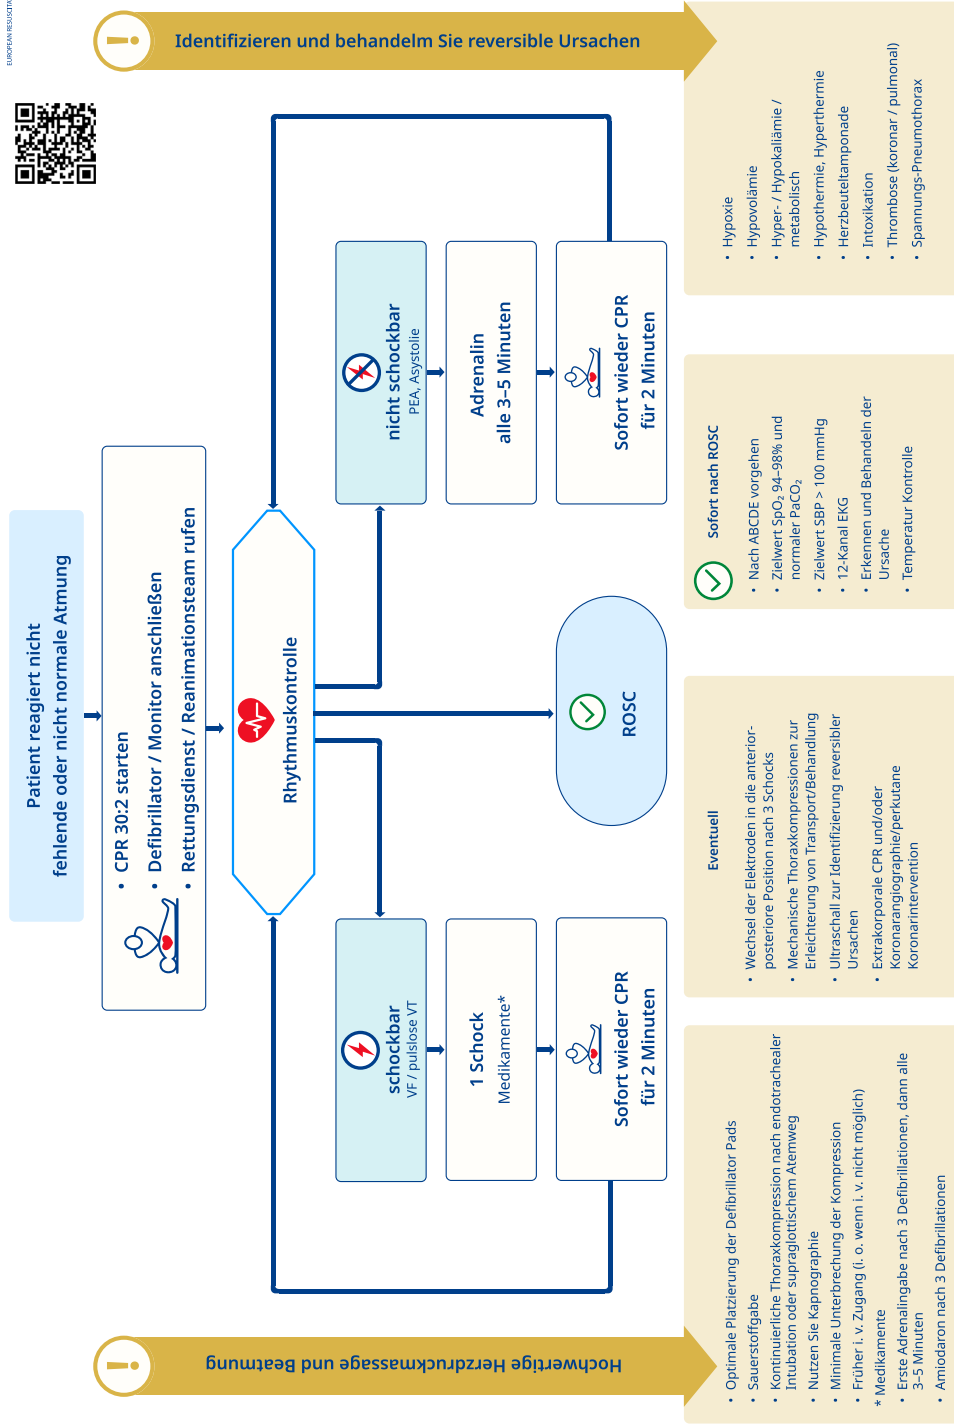 EUROPEAN RESUSCITA
Patient reagiert nicht
fehlende oder nicht normale Atmung
• CPR 30:2 starten
• Defibrillator / Monitor anschließen
• Rettungsdienst / Reanimationsteam rufen
Rhythmuskontrolle
schockbar
VF / pulslose VT
1 Schock
Medikamente*
Sofort wieder CPR
für 2 Minuten
ROSC
nicht schockbar
PEA, Asystolie
Adrenalin
alle 3–5 Minuten
Sofort wieder CPR
für 2 Minuten
Hochwertige Herzdruckmassage und Beatmung
• Optimale Platzierung der Defibrillator Pads
• Sauerstoffgabe
• Kontinuierliche Thoraxkompression nach endotrachealer
Intubation oder supraglottischem Atemweg
• Nutzen Sie Kapnographie
• Minimale Unterbrechung der Kompression
• Früher i. v. Zugang (i. o. wenn i. v. nicht möglich)
* Medikamente
• Erste Adrenalingabe nach 3 Defibrillationen, dann alle
3–5 Minuten
• Amiodaron nach 3 Defibrillationen
Eventuell
• Wechsel der Elektroden in die anterior-
posteriore Position nach 3 Schocks
• Mechanische Thoraxkompressionen zur
Erleichterung von Transport/Behandlung
• Ultraschall zur Identifizierung reversibler
Ursachen
• Extrakorporale CPR und/oder
Koronarangiographie/perkutane
Koronarintervention
Sofort nach ROSC
• Nach ABCDE vorgehen
• Zielwert SpO₂ 94–98% und
normaler PaCO₂
• Zielwert SBP > 100 mmHg
• 12-Kanal EKG
• Erkennen und Behandeln der
Ursache
• Temperatur Kontrolle
Identifizieren und behandelm Sie reversible Ursachen
• Hypoxie
• Hypovolämie
• Hyper- / Hypokaliämie /
metabolisch
• Hypothermie, Hyperthermie
• Herzbeuteltamponade
• Intoxikation
• Thrombose (koronar / pulmonal)
• Spannungs-Pneumothorax